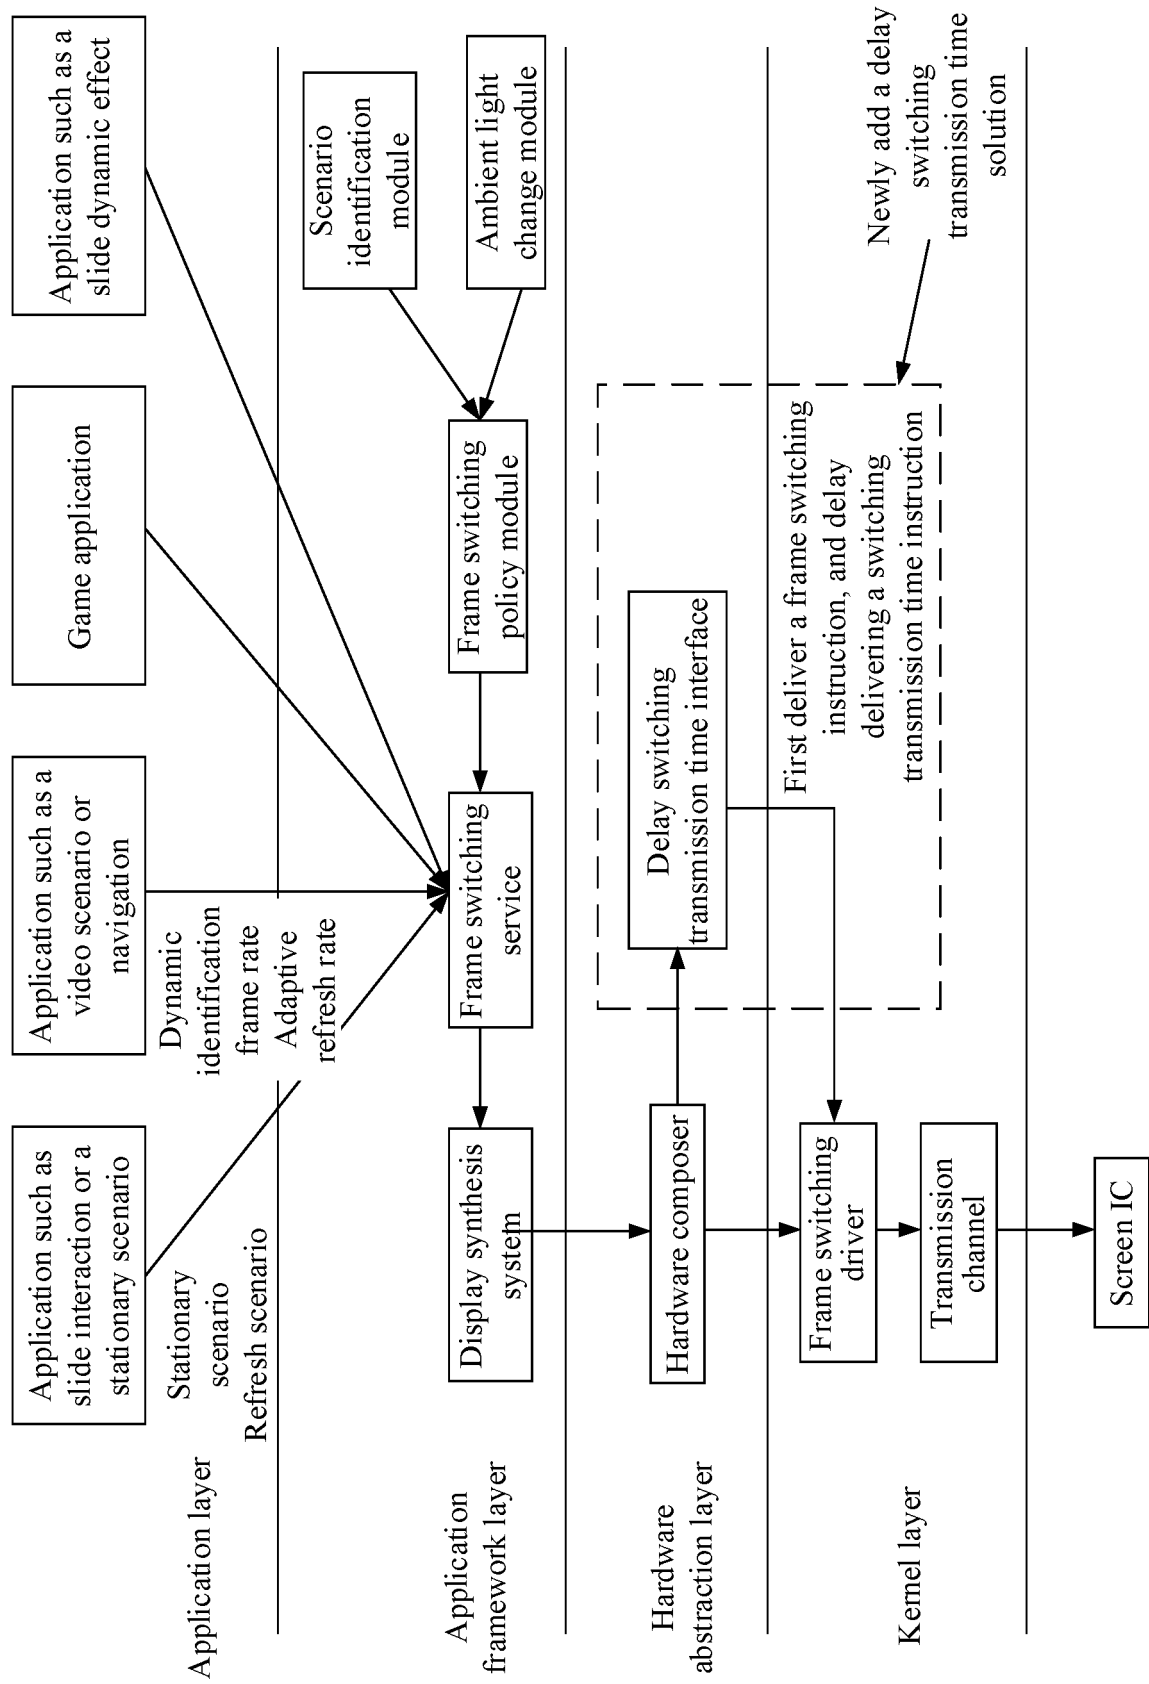 Application layer
Application such as
slide interaction or a
stationary scenario
Application such as a
video scenario or
navigation
Game application
Application such as a
slide dynamic effect
Stationary
scenario
Refresh scenario
Dynamic
identification
frame rate
Adaptive
refresh rate
Application
framework layer
Scenario
identification
module
Ambient light
change module
Display synthesis
system
Frame switching
service
Frame switching
policy module
Hardware
abstraction layer
Hardware composer
Delay switching
transmission time interface
Kernel layer
Frame switching
driver
Transmission
channel
First deliver a frame switching
instruction, and delay
delivering a switching
transmission time instruction
Newly add a delay
switching
transmission time
solution
Screen IC